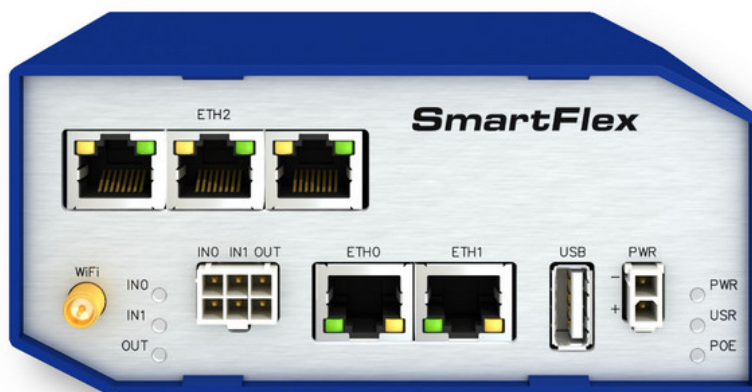 ETH2
SmartFlex
WiFi
IN0 IN1 OUT
ETH0
ETH1
USB
PWR
IN0
IN1
OUT
-
+
PWR
USR
POE